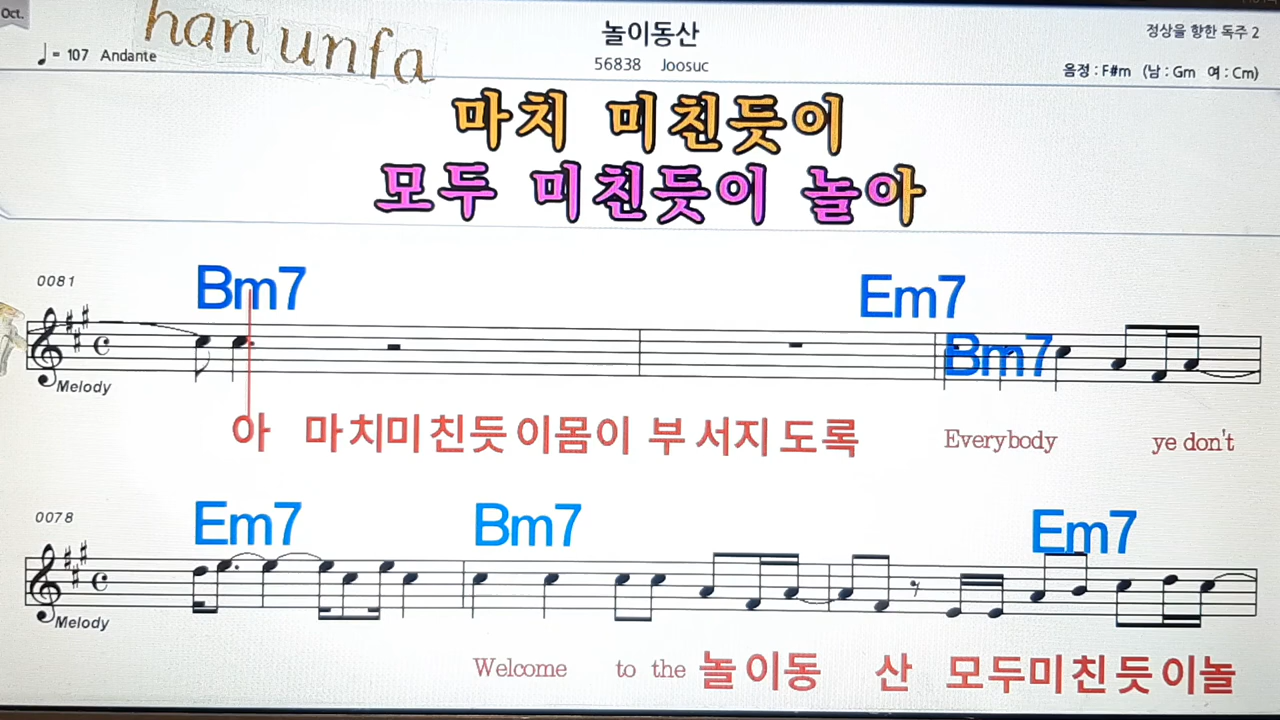 Oct.
han unfa
놀이동산
정상을 향한 독주 2
♩= 107 Andante
56838 Joosuc
음정 : F#m (남 : Gm 여 : Cm)
마치 미친듯이
모두 미친듯이 놀아
0081
Bm7 Em7
Bm7
Melody
아 마치미친듯이몸이 부서지도록 Everybody ye don't
0078
Em7 Bm7 Em7
Melody
Welcome to the 놀이동 산 모두미친듯이놀